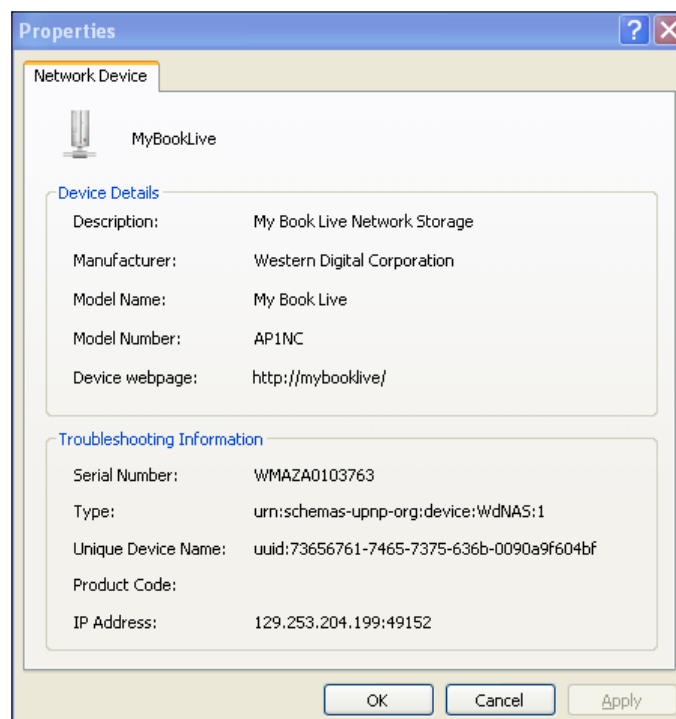 Properties
?
Network Device
MyBookLive
Device Details
Description: My Book Live Network Storage
Manufacturer: Western Digital Corporation
Model Name: My Book Live
Model Number: AP1NC
Device webpage: http://mybooklive/
Troubleshooting Information
Serial Number: WMAZA0103763
Type: urn:schemas-upnp-org:device:WdNAS:1
Unique Device Name: uuid:73656761-7465-7375-636b-0090a9f604bf
Product Code:
IP Address: 129.253.204.199:49152
OK Cancel Apply